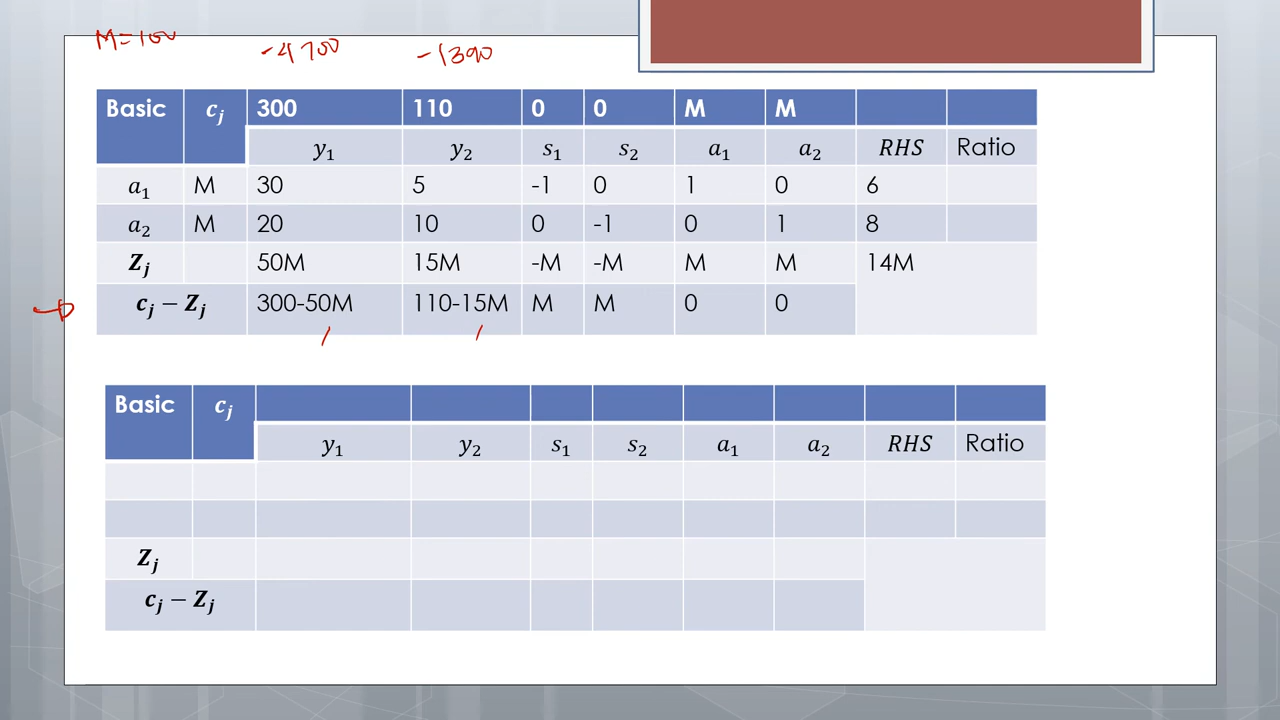 M=100 -4700 -1390
Basic c_j 300 110 0 0 M M
y_1 y_2 s_1 s_2 a_1 a_2 RHS Ratio
a_1 M 30 5 -1 0 1 0 6
a_2 M 20 10 0 -1 0 1 8
Z_j 50M 15M -M -M M M 14M
c_j − Z_j 300-50M 110-15M M M 0 0
Basic c_j
y_1 y_2 s_1 s_2 a_1 a_2 RHS Ratio
Z_j
c_j − Z_j